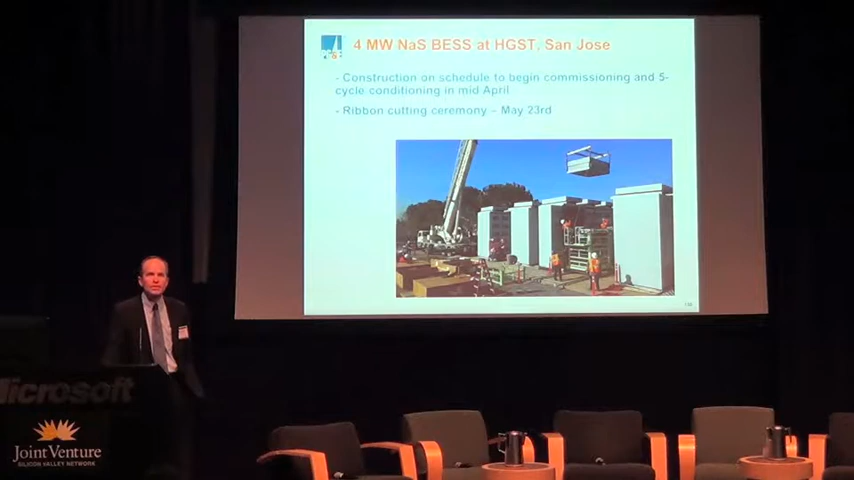 4 MW NaS BESS at HGST, San Jose
- Construction on schedule to begin commissioning and 5-
cycle conditioning in mid April
- Ribbon cutting ceremony – May 23rd
Microsoft
Joint Venture
SILICON VALLEY NETWORK